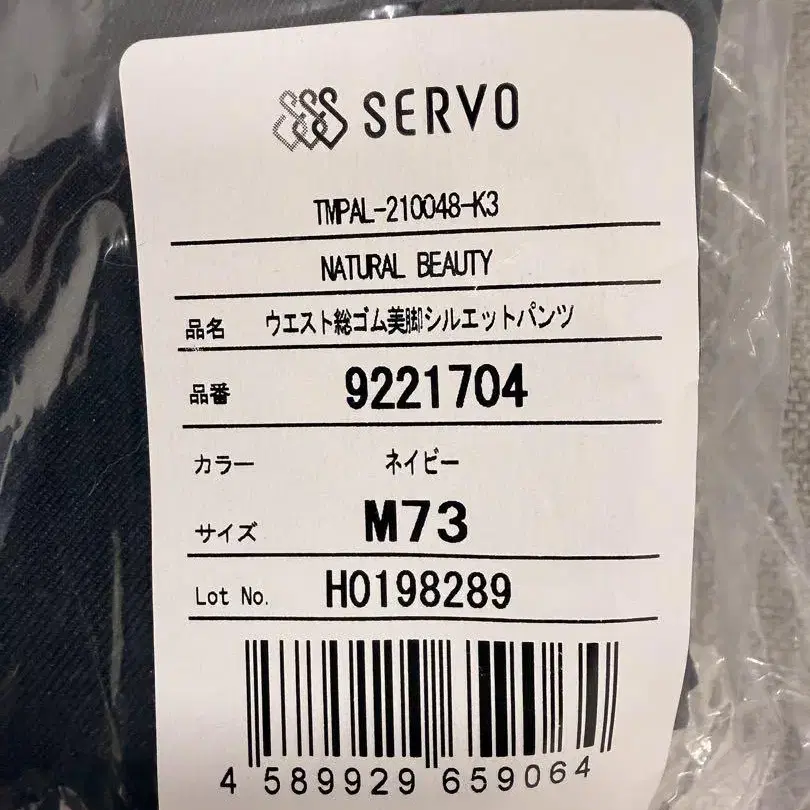 SERVO
TMPAL-210048-K3
NATURAL BEAUTY
品名 ウエスト総ゴム美脚シルエットパンツ
品番 9221704
カラー ネイビー
サイズ M73
Lot No. H0198289
4 589929 659064